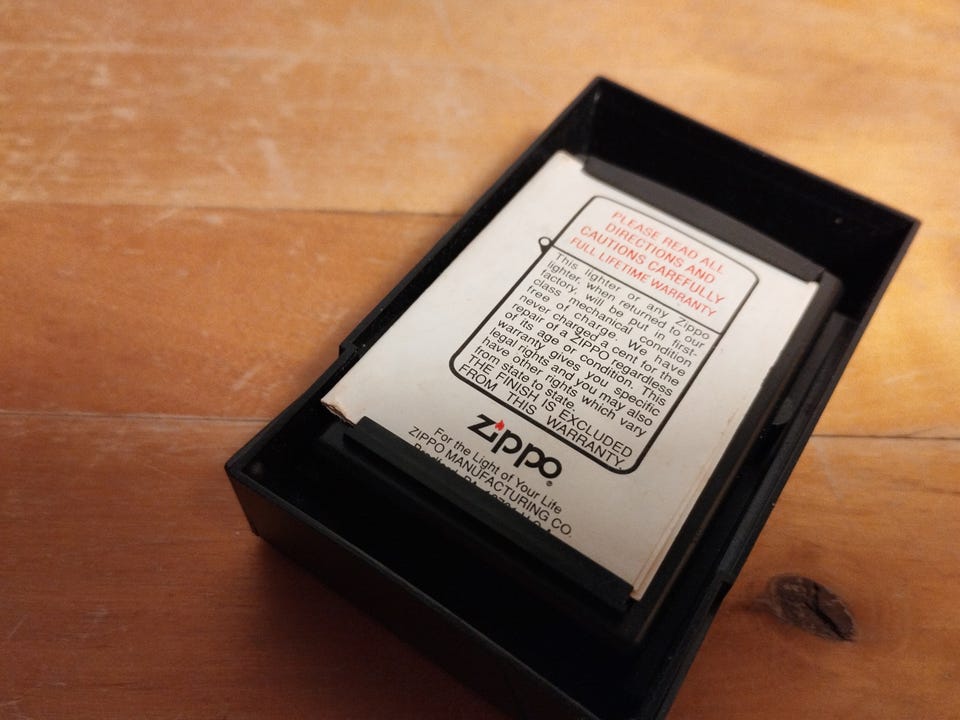 PLEASE READ ALL
DIRECTIONS AND
CAUTIONS CAREFULLY
FULL LIFETIME WARRANTY
This lighter or any Zippo
lighter, when returned to our
factory, will be put in first-
class mechanical condition
free of charge. We have
never charged a cent for the
repair of a ZIPPO regardless
of its age or condition. This
warranty gives you specific
legal rights and you may also
have other rights which vary
from state to state.
THE FINISH IS EXCLUDED
FROM THIS WARRANTY.
Zippo®
For the Light of Your Life
ZIPPO MANUFACTURING CO.